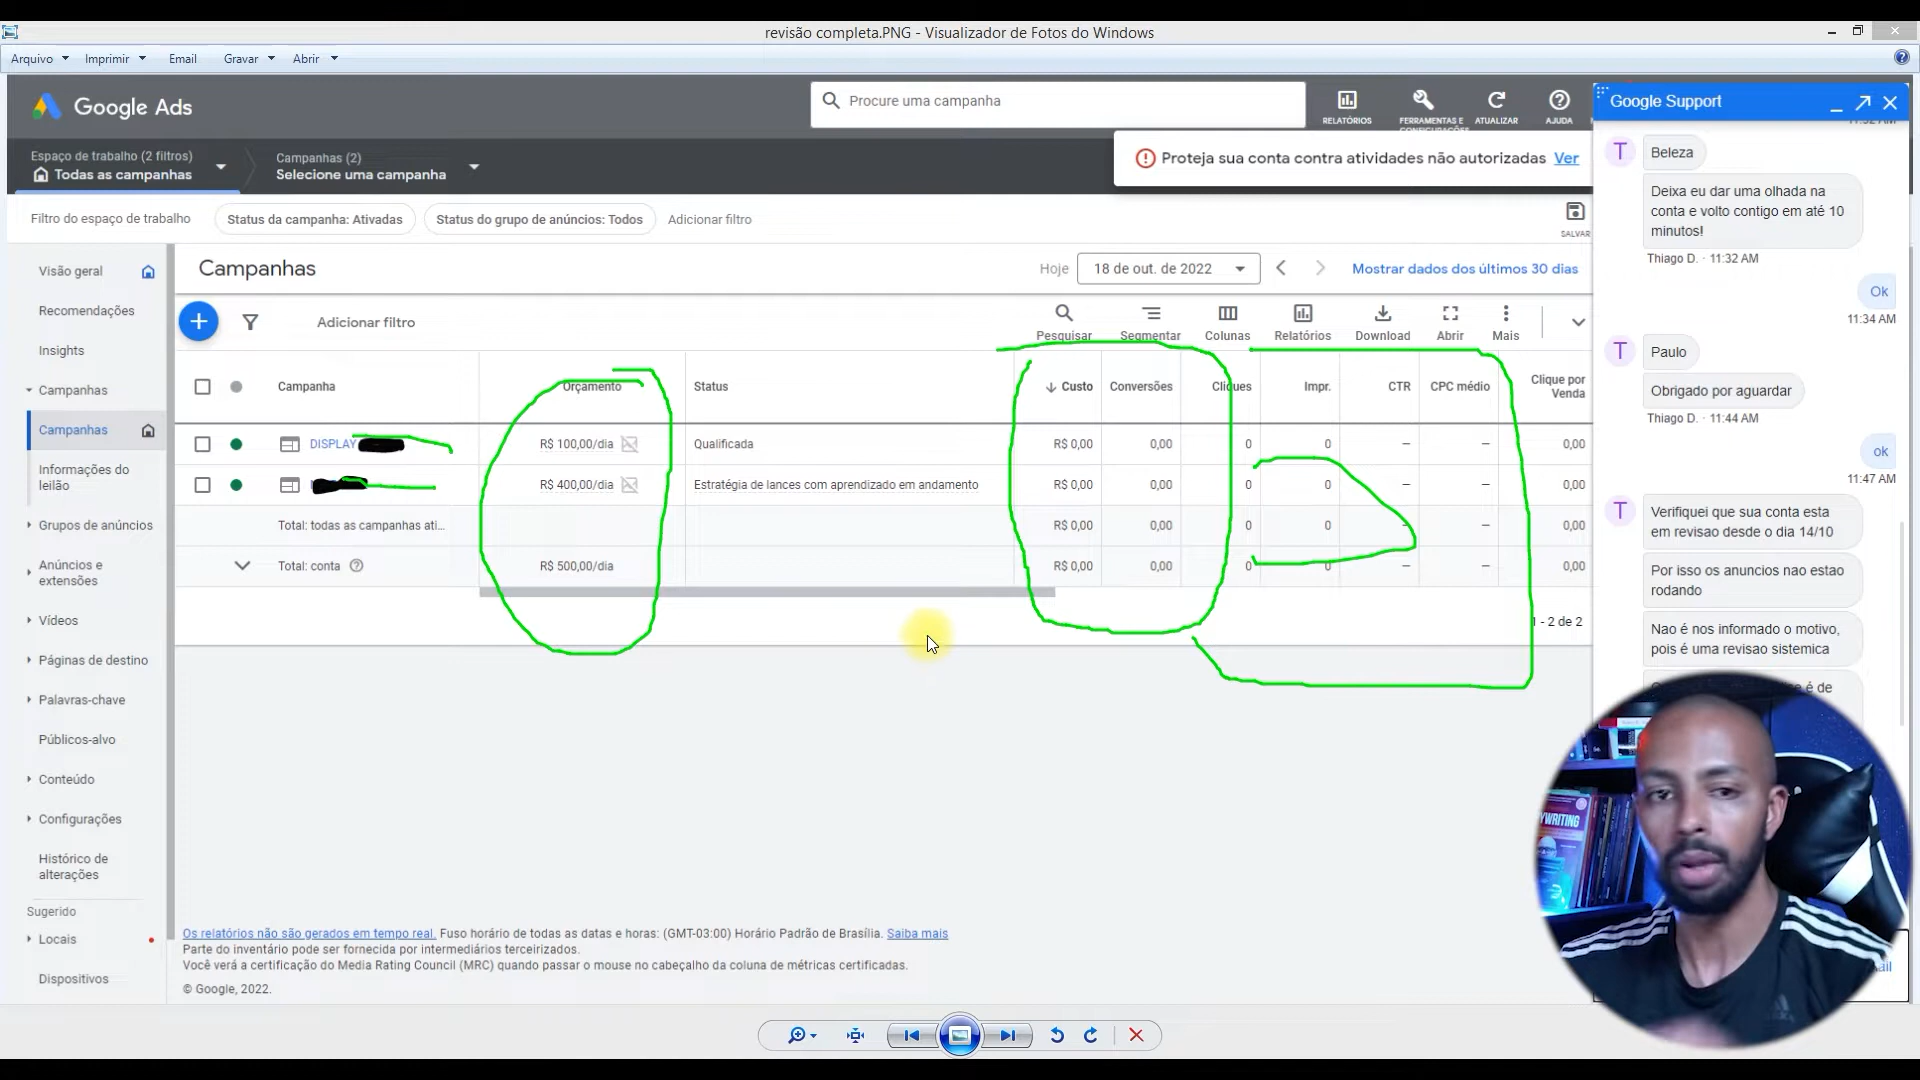 revisão completa.PNG - Visualizador de Fotos do Windows
Arquivo Imprimir Email Gravar Abrir
Google Ads
Procure uma campanha
RELATÓRIOS
FERRAMENTAS E CONFIGURAÇÕES
ATUALIZAR
AJUDA
Espaço de trabalho (2 filtros)
Todas as campanhas
Campanhas (2)
Selecione uma campanha
Proteja sua conta contra atividades não autorizadas Ver
Filtro do espaço de trabalho
Status da campanha: Ativadas
Status do grupo de anúncios: Todos
Adicionar filtro
SALVAR
Visão geral
Recomendações
Insights
Campanhas
Campanhas
Informações do
leilão
Grupos de anúncios
Anúncios e
extensões
Vídeos
Páginas de destino
Palavras-chave
Públicos-alvo
Conteúdo
Configurações
Histórico de
alterações
Sugerido
Locais
Dispositivos
Campanhas
Hoje 18 de out. de 2022 Mostrar dados dos últimos 30 dias
Adicionar filtro
Pesquisar Segmentar Colunas Relatórios Download Abrir Mais
Campanha Orçamento Status Custo Conversões Cliques Impr. CTR CPC médio Clique por
Venda
DISPLAY R$ 100,00/dia Qualificada R$ 0,00 0,00 0 0 – – 0,00
R$ 400,00/dia Estratégia de lances com aprendizado em andamento R$ 0,00 0,00 0 0 – – 0,00
Total: todas as campanhas ati... R$ 0,00 0,00 0 0 – – 0,00
Total: conta R$ 500,00/dia R$ 0,00 0,00 0 0 – – 0,00
1 - 2 de 2
Os relatórios não são gerados em tempo real. Fuso horário de todas as datas e horas: (GMT-03:00) Horário Padrão de Brasília. Saiba mais
Parte do inventário pode ser fornecida por intermediários terceirizados.
Você verá a certificação do Media Rating Council (MRC) quando passar o mouse no cabeçalho da coluna de métricas certificadas.
© Google, 2022.
Google Support
11:32 AM
T
Beleza
Deixa eu dar uma olhada na
conta e volto contigo em até 10
minutos!
Thiago D. · 11:32 AM
Ok
11:34 AM
T
Paulo
Obrigado por aguardar
Thiago D. · 11:44 AM
ok
11:47 AM
T
Verifiquei que sua conta esta
em revisao desde o dia 14/10
Por isso os anuncios nao estao
rodando
Nao é nos informado o motivo,
pois é uma revisao sistemica
é de